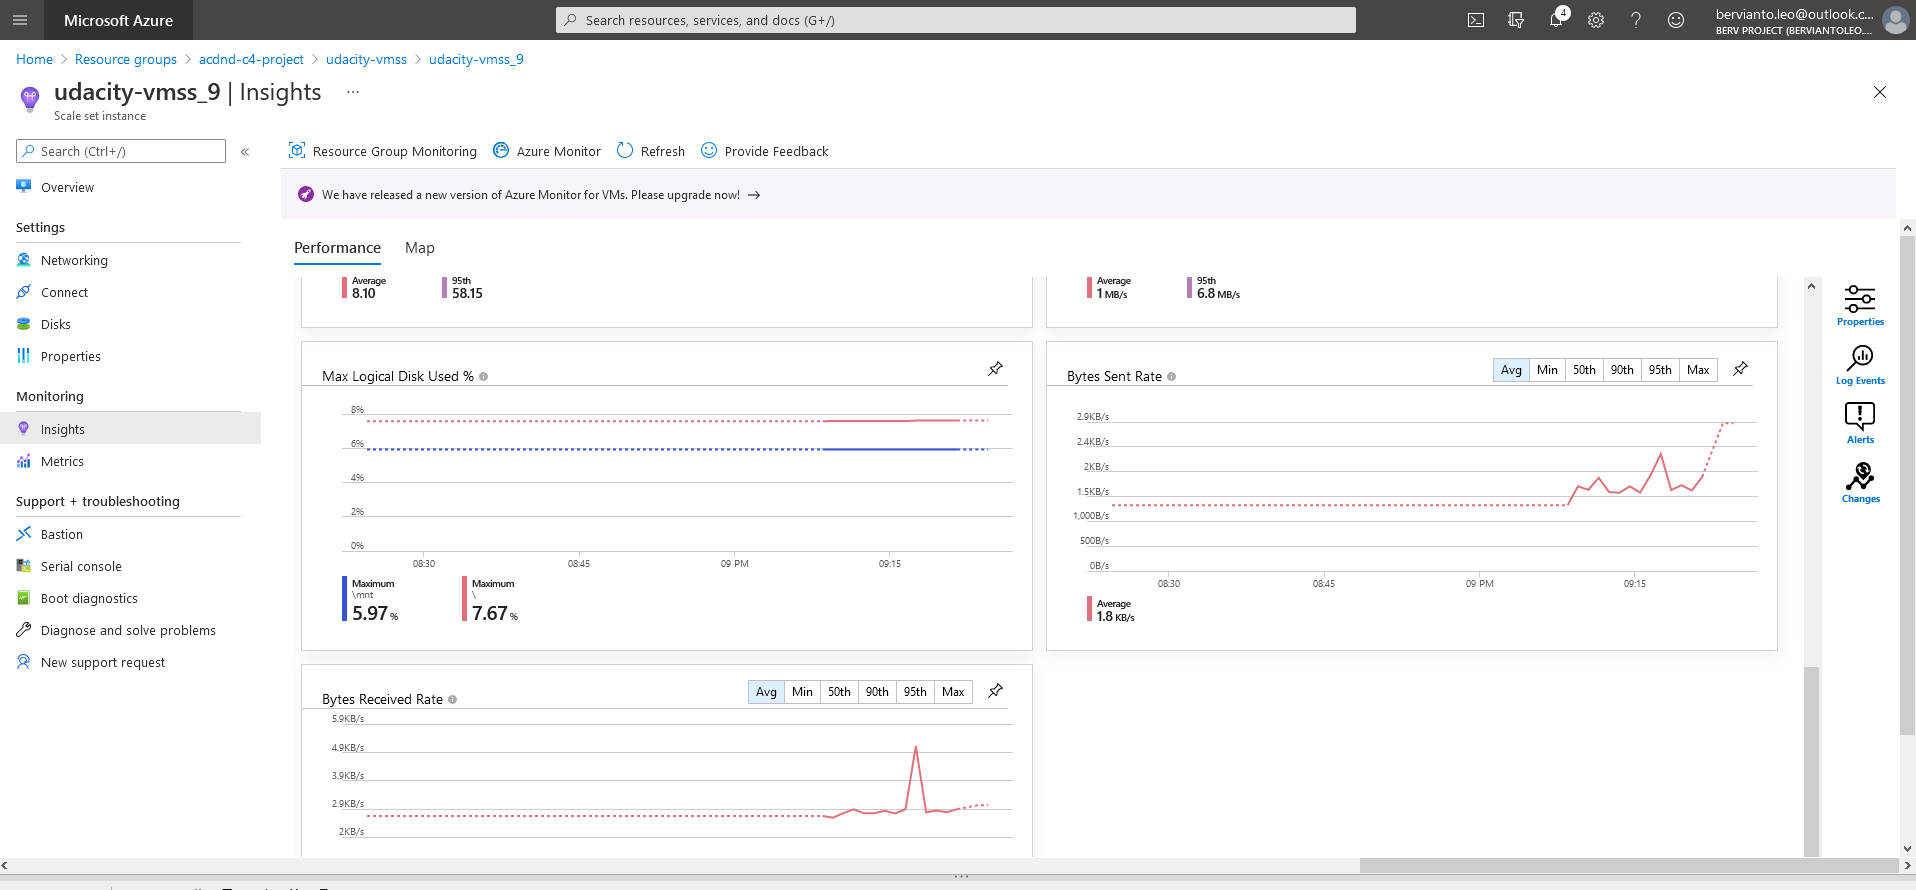 Microsoft Azure
Search resources, services, and docs (G+/)
4
bervianto.leo@outlook.c...
BERV PROJECT (BERVIANTOLEO....
Home > Resource groups > acdnd-c4-project > udacity-vmss > udacity-vmss_9
udacity-vmss_9 | Insights ...
Scale set instance
Search (Ctrl+/)
«
Overview
Settings
Networking
Connect
Disks
Properties
Monitoring
Insights
Metrics
Support + troubleshooting
Bastion
Serial console
Boot diagnostics
Diagnose and solve problems
New support request
Resource Group Monitoring
Azure Monitor
Refresh
Provide Feedback
We have released a new version of Azure Monitor for VMs. Please upgrade now! →
Performance
Map
Average
8.10
95th
58.15
Average
1 MB/s
95th
6.8 MB/s
Max Logical Disk Used %
8%
6%
4%
2%
0%
08:30
08:45
09 PM
09:15
Maximum
\mnt
5.97 %
Maximum
\
7.67 %
Bytes Sent Rate
Avg
Min
50th
90th
95th
Max
2.9KB/s
2.4KB/s
2KB/s
1.5KB/s
1,000B/s
500B/s
0B/s
08:30
08:45
09 PM
09:15
Average
1.8 KB/s
Bytes Received Rate
Avg
Min
50th
90th
95th
Max
5.9KB/s
4.9KB/s
3.9KB/s
2.9KB/s
2KB/s
Properties
Log Events
Alerts
Changes